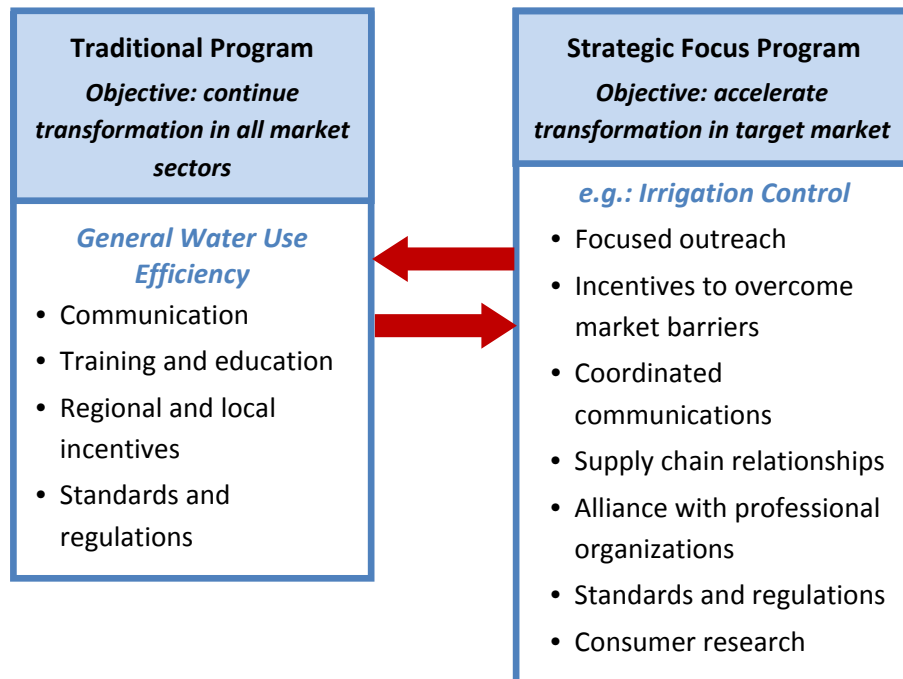 Traditional Program
Objective: continue
transformation in all market
sectors
General Water Use
Efficiency
• Communication
• Training and education
• Regional and local
incentives
• Standards and
regulations
Strategic Focus Program
Objective: accelerate
transformation in target market
e.g.: Irrigation Control
• Focused outreach
• Incentives to overcome
market barriers
• Coordinated
communications
• Supply chain relationships
• Alliance with professional
organizations
• Standards and regulations
• Consumer research